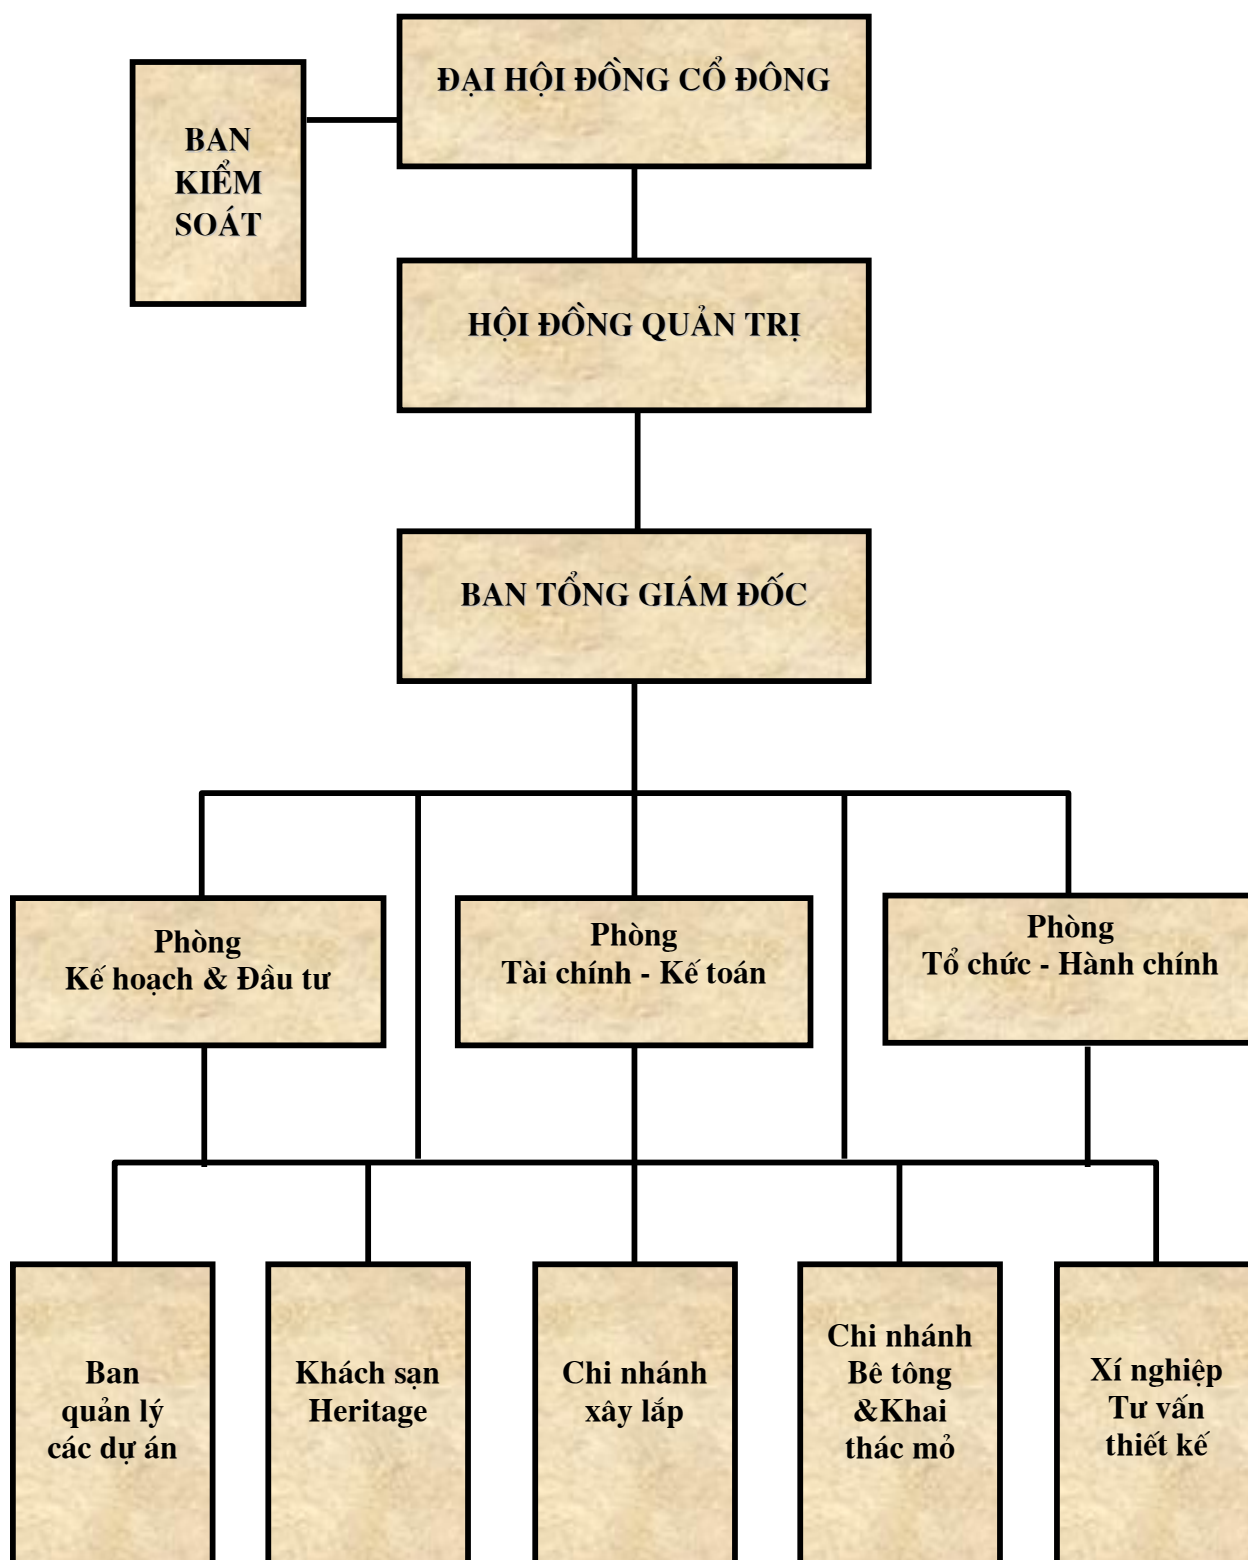 ĐẠI HỘI ĐỒNG CỔ ĐÔNG
BAN
KIỂM
SOÁT
HỘI ĐỒNG QUẢN TRỊ
BAN TỔNG GIÁM ĐỐC
Phòng
Kế hoạch & Đầu tư
Phòng
Tài chính - Kế toán
Phòng
Tổ chức - Hành chính
Ban
quản lý
các dự án
Khách sạn
Heritage
Chi nhánh
xây lắp
Chi nhánh
Bê tông
&Khai
thác mỏ
Xí nghiệp
Tư vấn
thiết kế